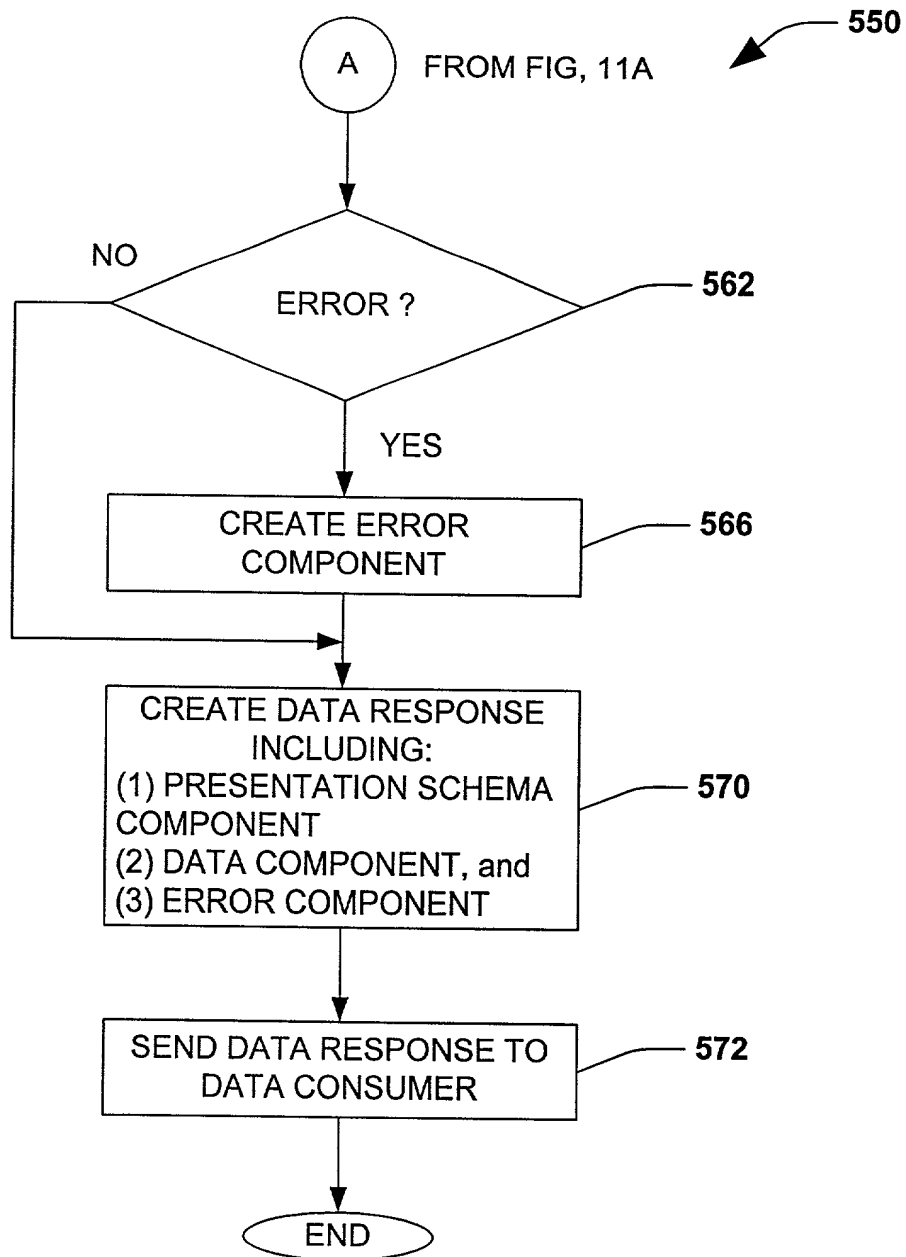 550
A
FROM FIG, 11A
NO
ERROR ?
562
YES
CREATE ERROR
COMPONENT
566
CREATE DATA RESPONSE
INCLUDING:
(1) PRESENTATION SCHEMA
COMPONENT
(2) DATA COMPONENT, and
(3) ERROR COMPONENT
570
SEND DATA RESPONSE TO
DATA CONSUMER
572
END